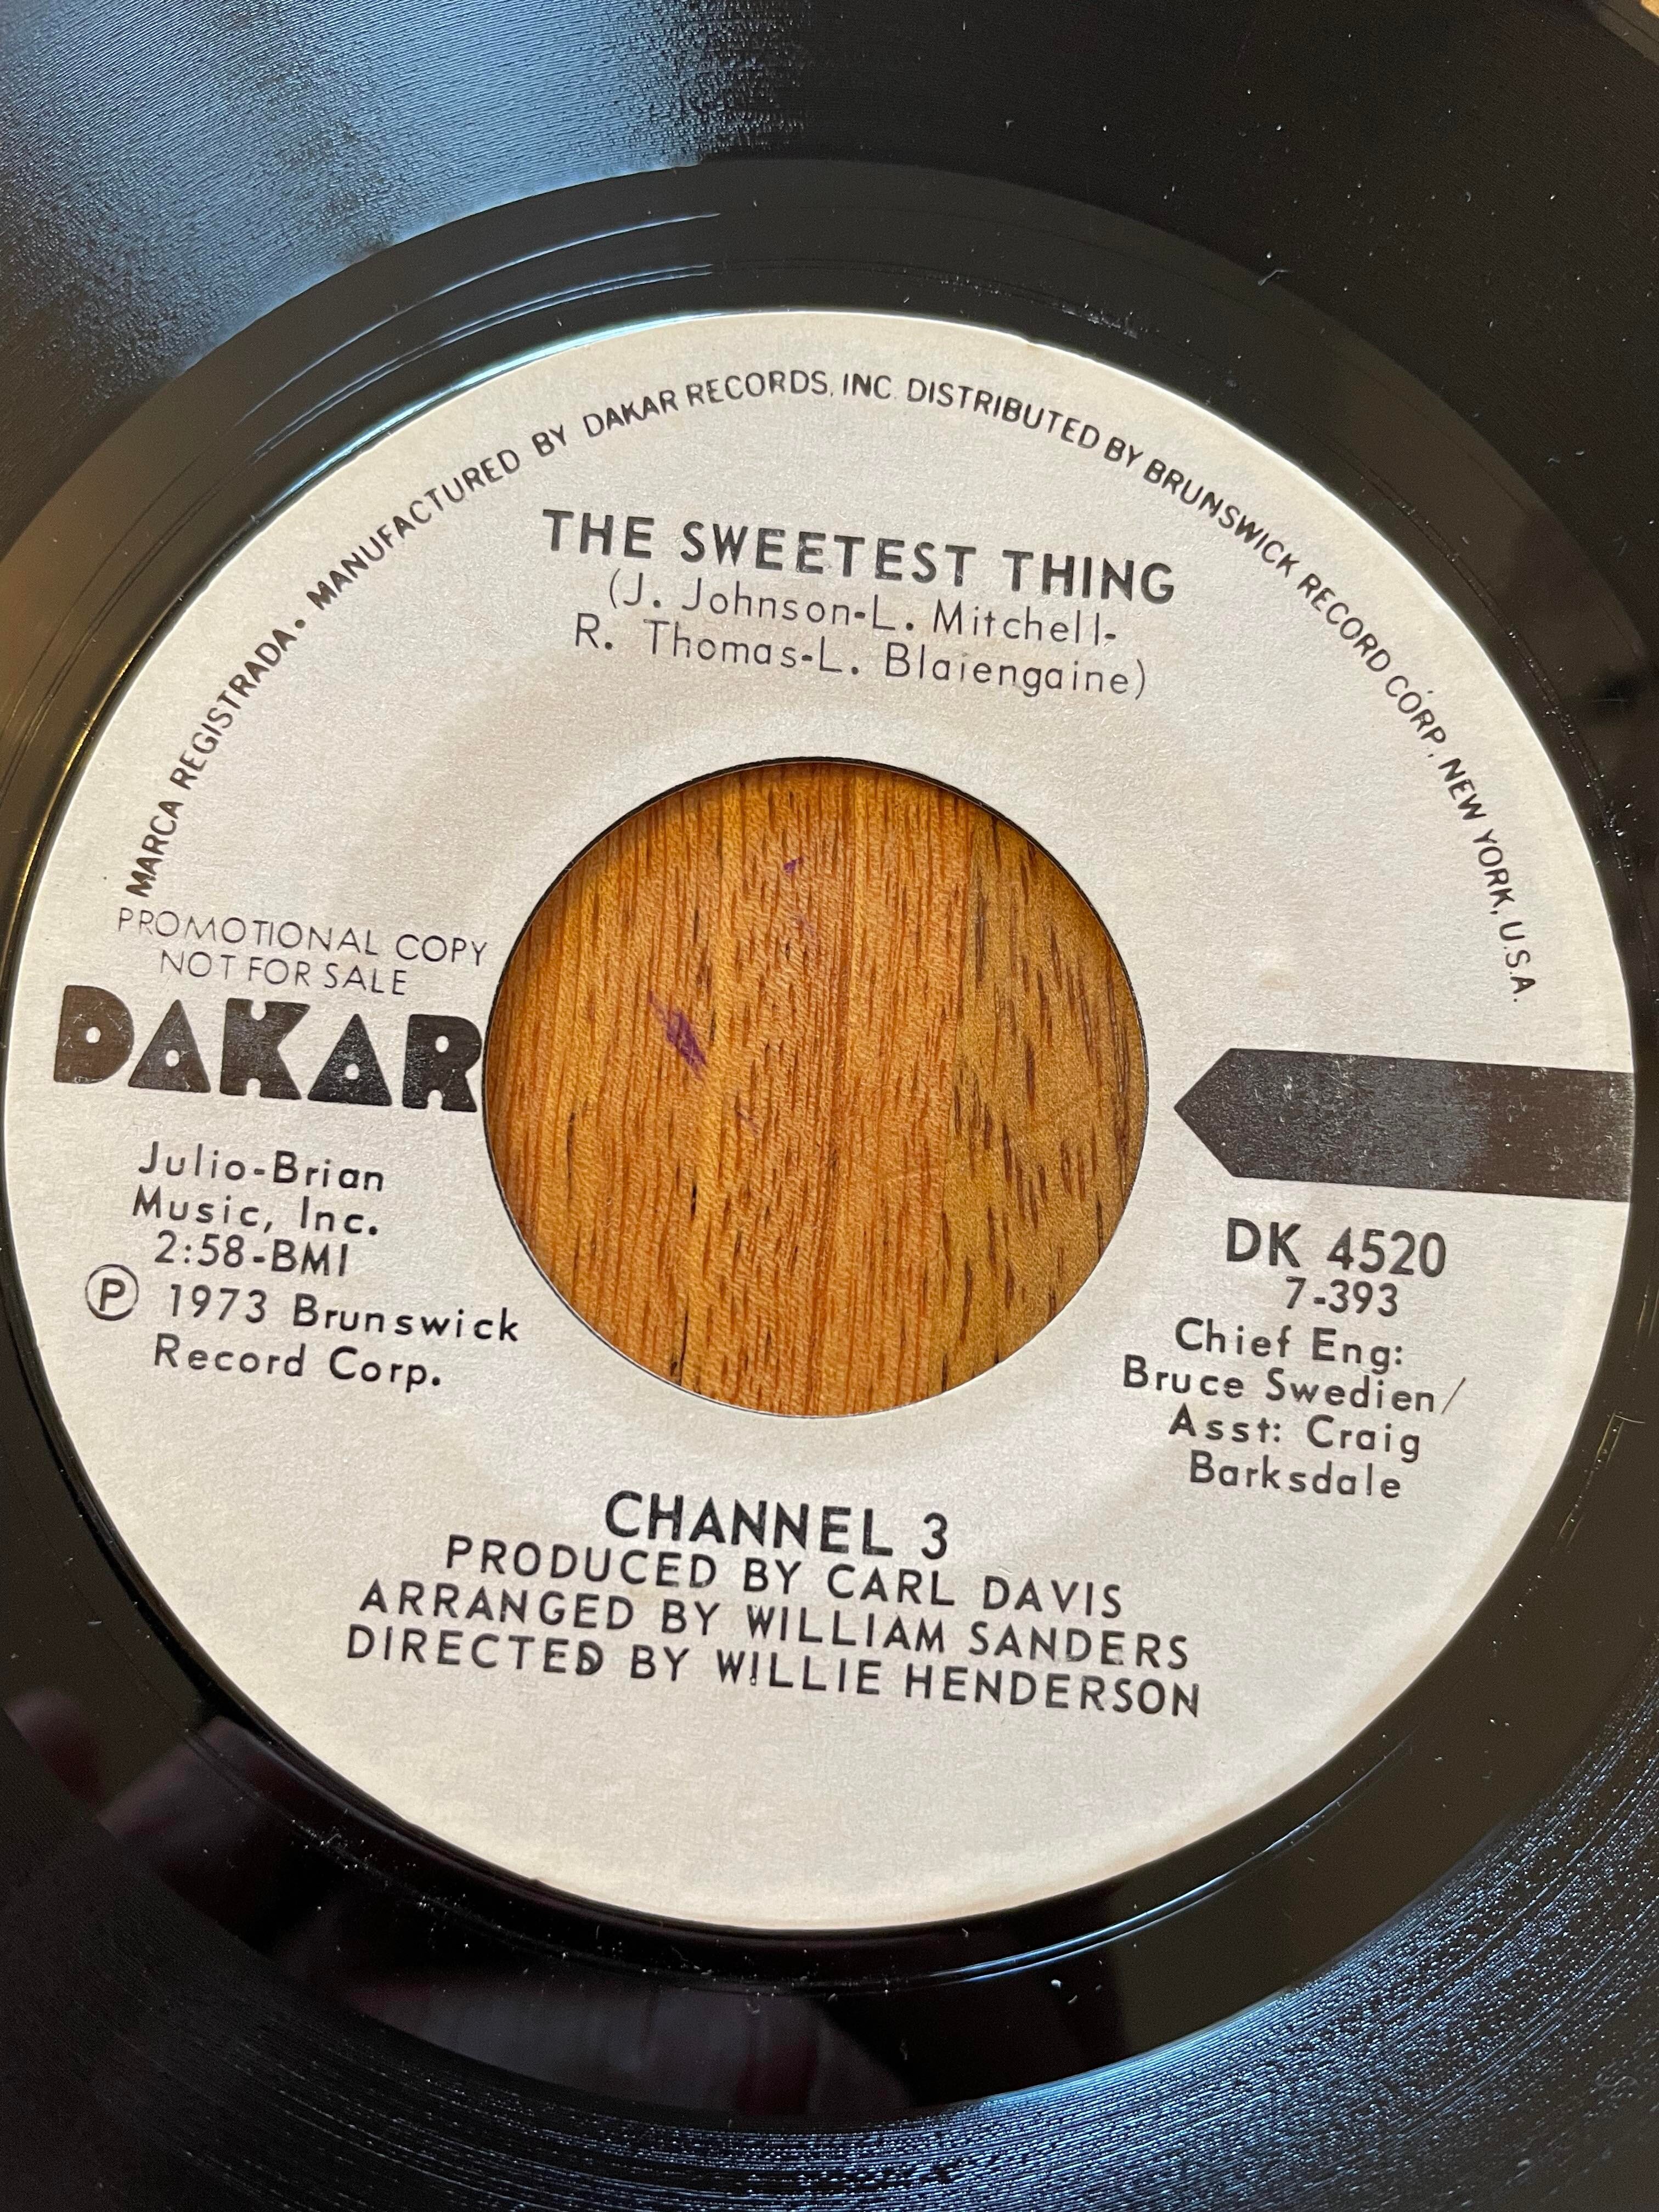 MARCA REGISTRADA. MANUFACTURED BY DAKAR RECORDS, INC. DISTRIBUTED BY BRUNSWICK RECORD CORP., NEW YORK, U.S.A.
THE SWEETEST THING
(J. Johnson-L. Mitchell-
R. Thomas-L. Blaiengaine)
PROMOTIONAL COPY
NOT FOR SALE
DAKAR
Julio-Brian
Music, Inc.
2:58-BMI
Ⓟ 1973 Brunswick
Record Corp.
DK 4520
7-393
Chief Eng:
Bruce Swedien/
Asst: Craig
Barksdale
CHANNEL 3
PRODUCED BY CARL DAVIS
ARRANGED BY WILLIAM SANDERS
DIRECTED BY WILLIE HENDERSON